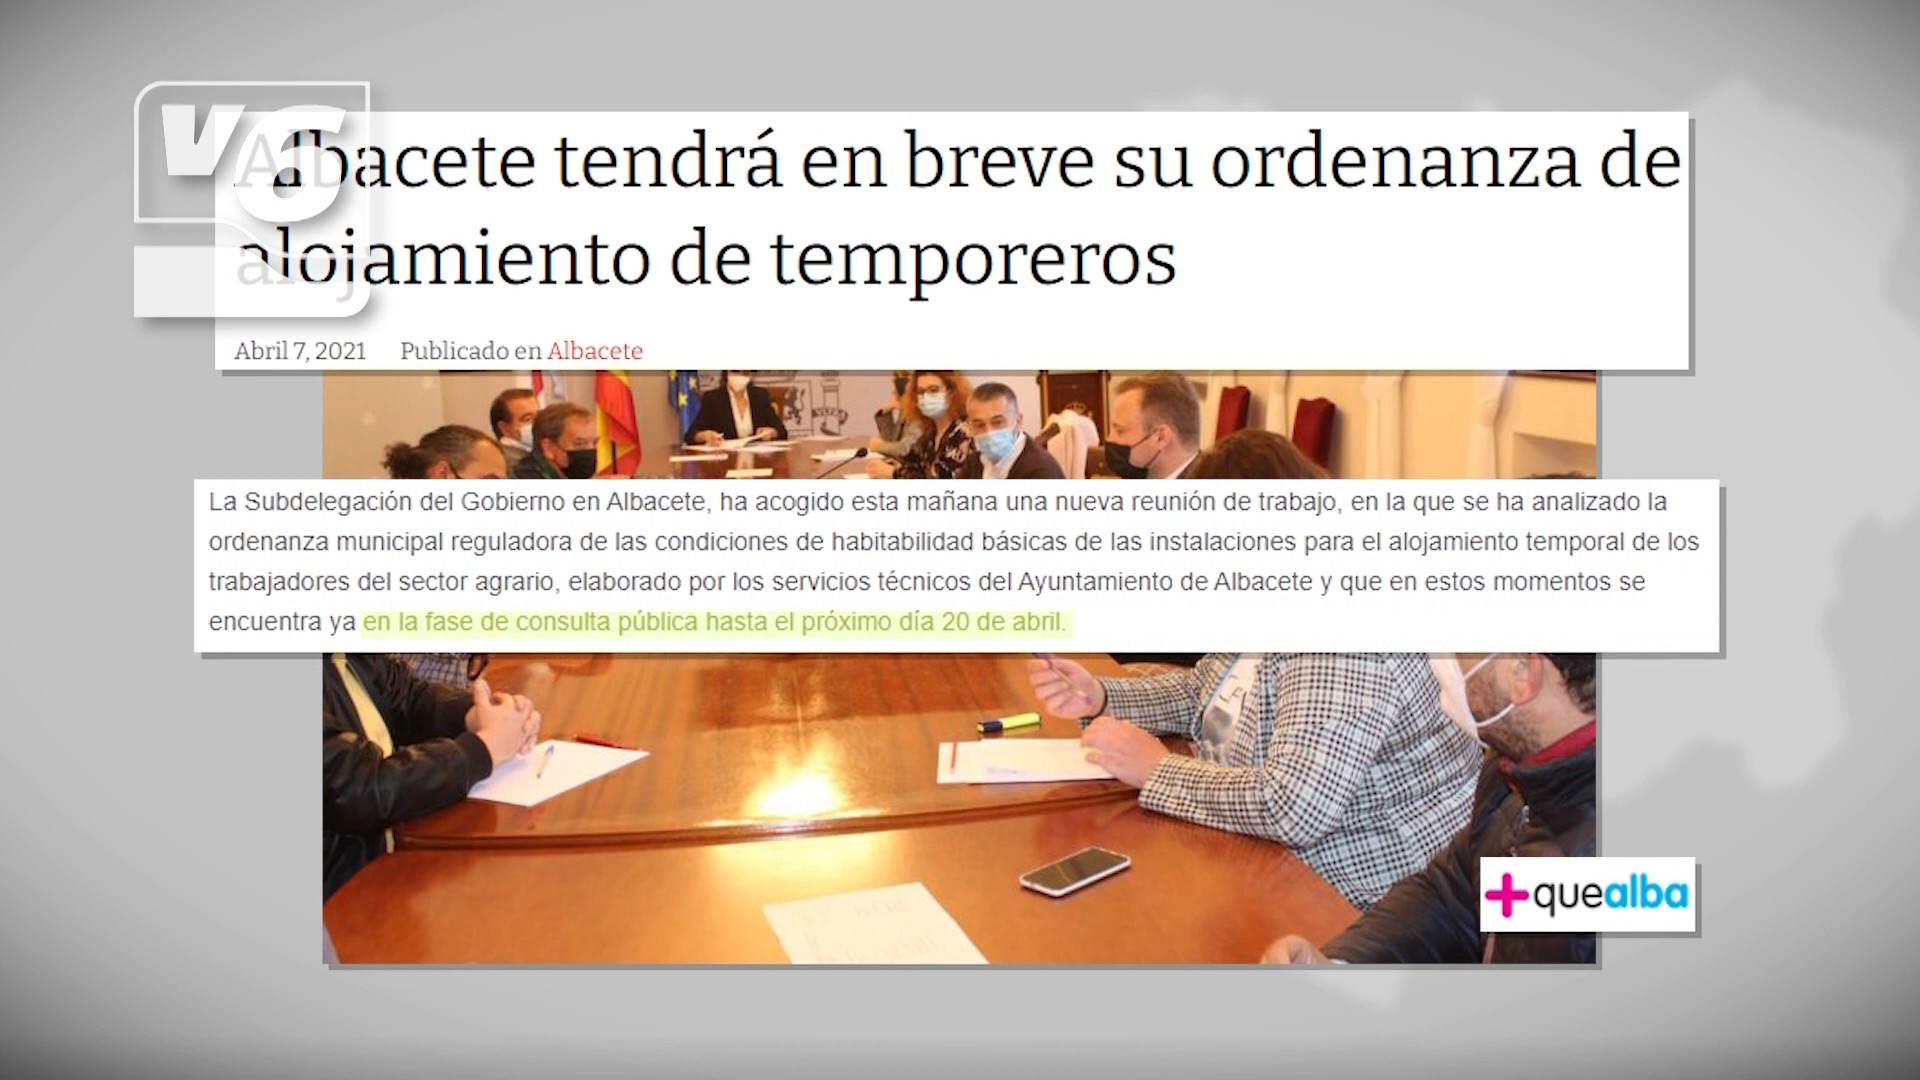 V6
Albacete tendrá en breve su ordenanza de
alojamiento de temporeros
Abril 7, 2021 Publicado en Albacete
La Subdelegación del Gobierno en Albacete, ha acogido esta mañana una nueva reunión de trabajo, en la que se ha analizado la
ordenanza municipal reguladora de las condiciones de habitabilidad básicas de las instalaciones para el alojamiento temporal de los
trabajadores del sector agrario, elaborado por los servicios técnicos del Ayuntamiento de Albacete y que en estos momentos se
encuentra ya en la fase de consulta pública hasta el próximo día 20 de abril.
+quealba